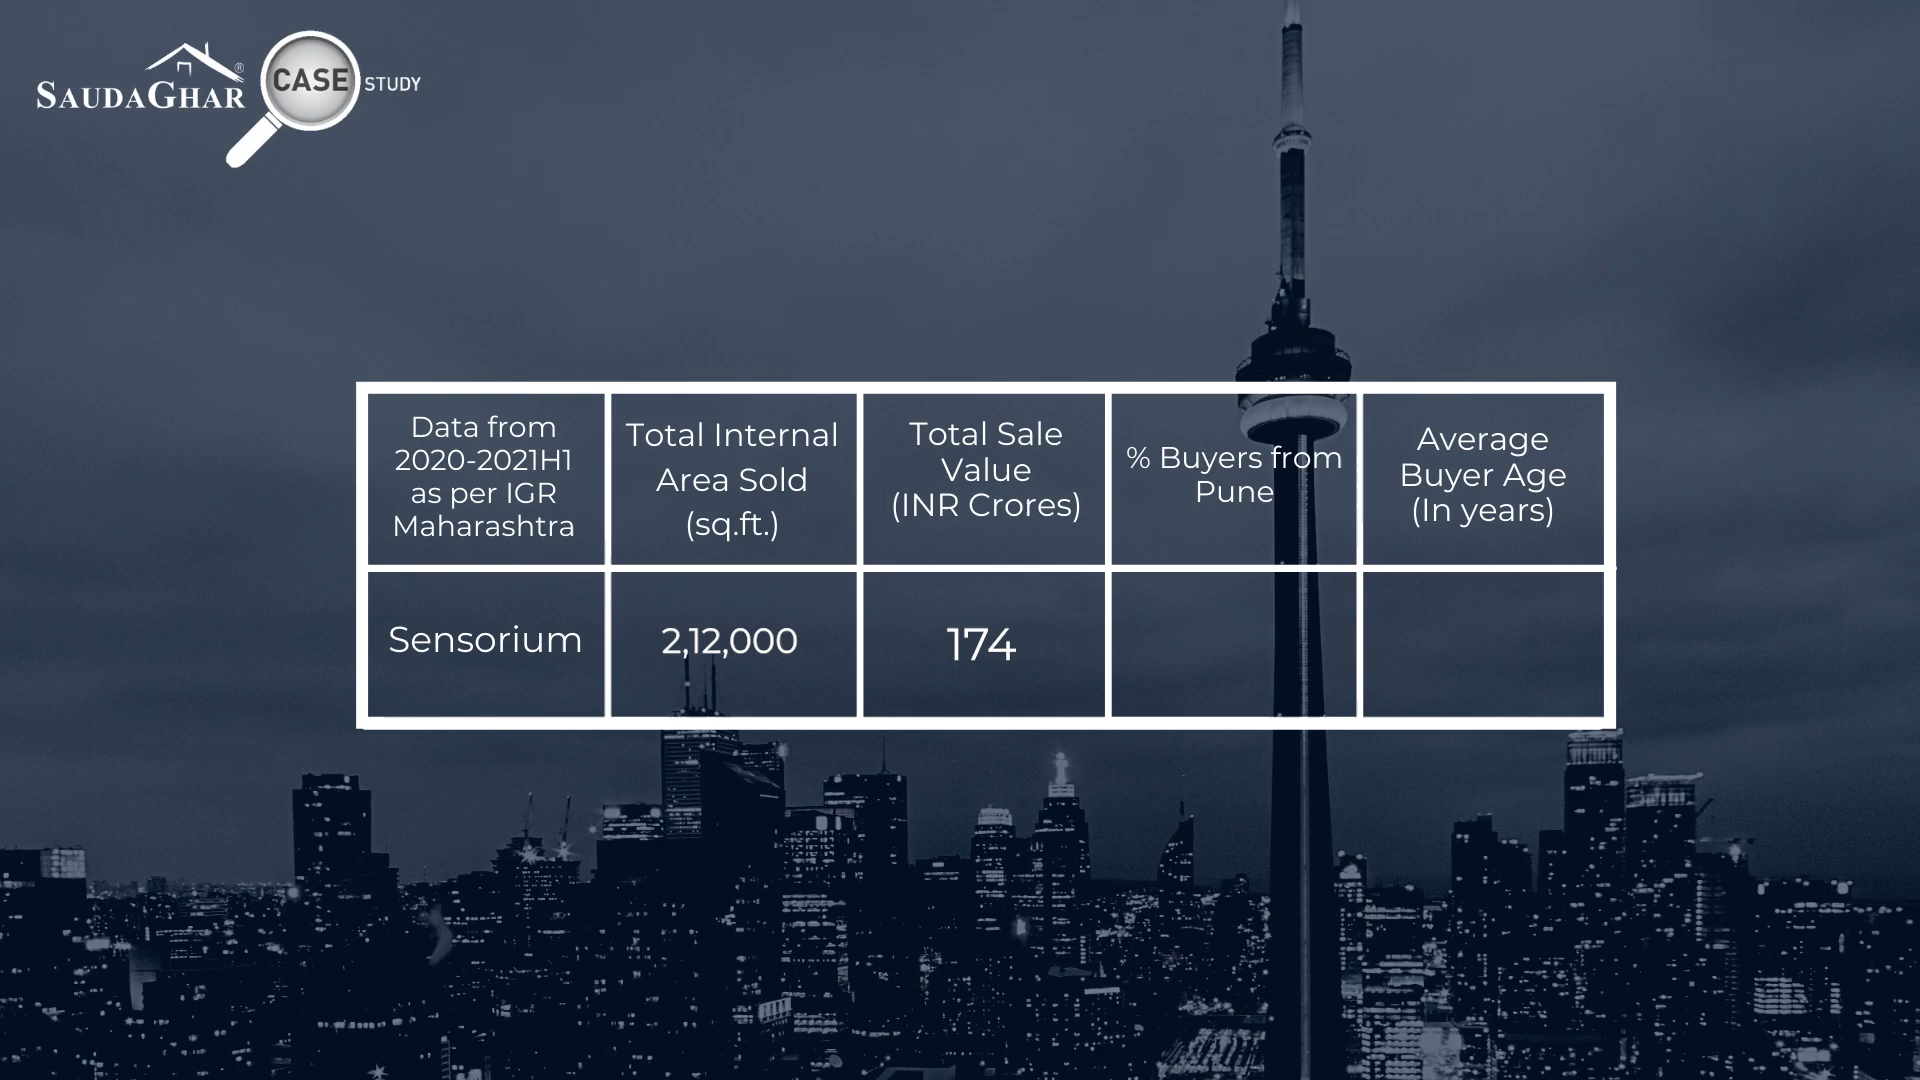 SAUDAGHAR®
CASE STUDY
Data from
2020-2021H1
as per IGR
Maharashtra
Total Internal
Area Sold
(sq.ft.)
Total Sale
Value
(INR Crores)
% Buyers from
Pune
Average
Buyer Age
(In years)
Sensorium
2,12,000
174